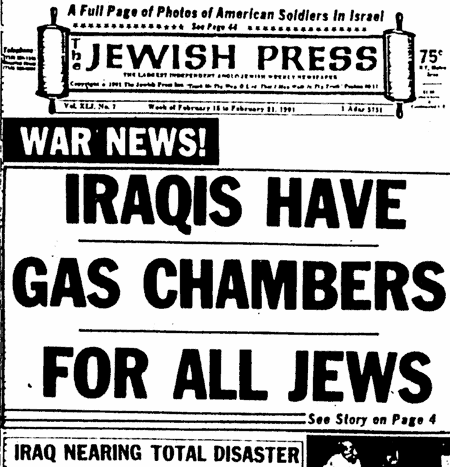 A Full Page of Photos of American Soldiers In Israel
See Page 44
Telephone
The
JEWISH PRESS
75¢
THE LARGEST INDEPENDENT ANGLO-JEWISH WEEKLY NEWSPAPER
Copyright © 1991 The Jewish Press Inc.
Vol. XLI, No. 7
Week of February 15 to February 21, 1991
1 Adar 5751
WAR NEWS!
IRAQIS HAVE
GAS CHAMBERS
FOR ALL JEWS
See Story on Page 4
IRAQ NEARING TOTAL DISASTER